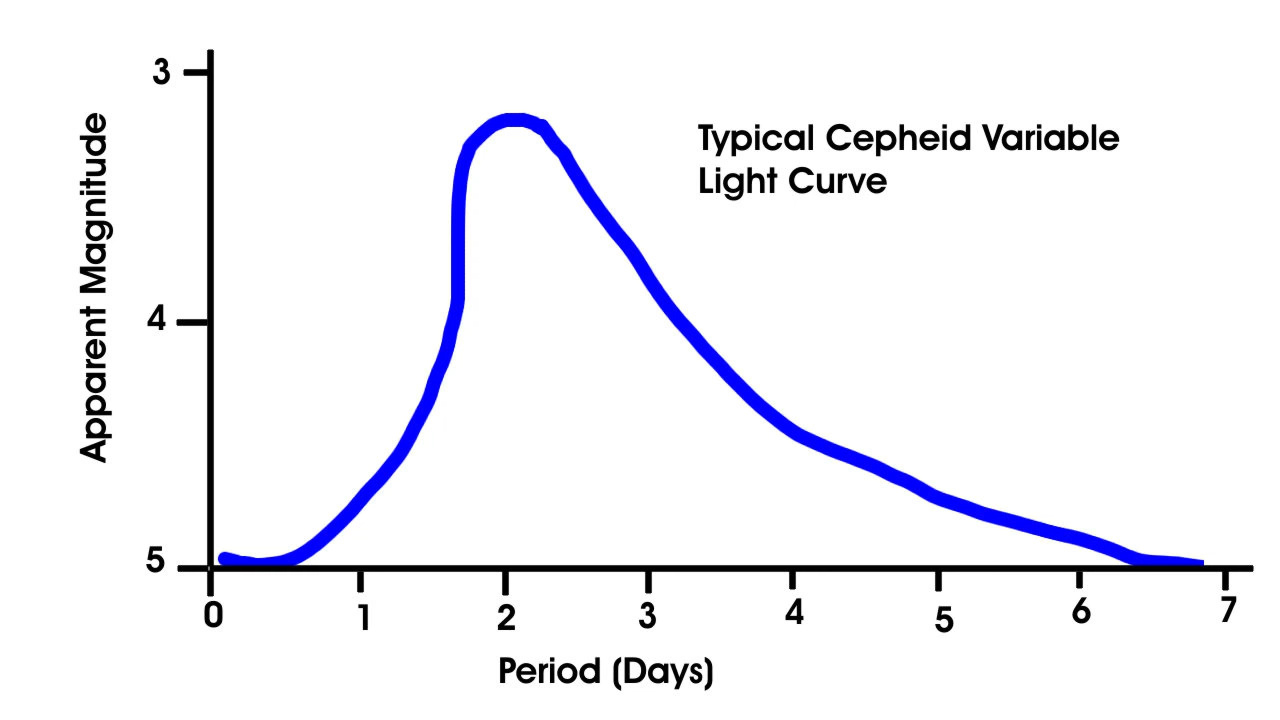 3
Typical Cepheid Variable
Light Curve
Apparent Magnitude
4
5
0 1 2 3 4 5 6 7
Period (Days)